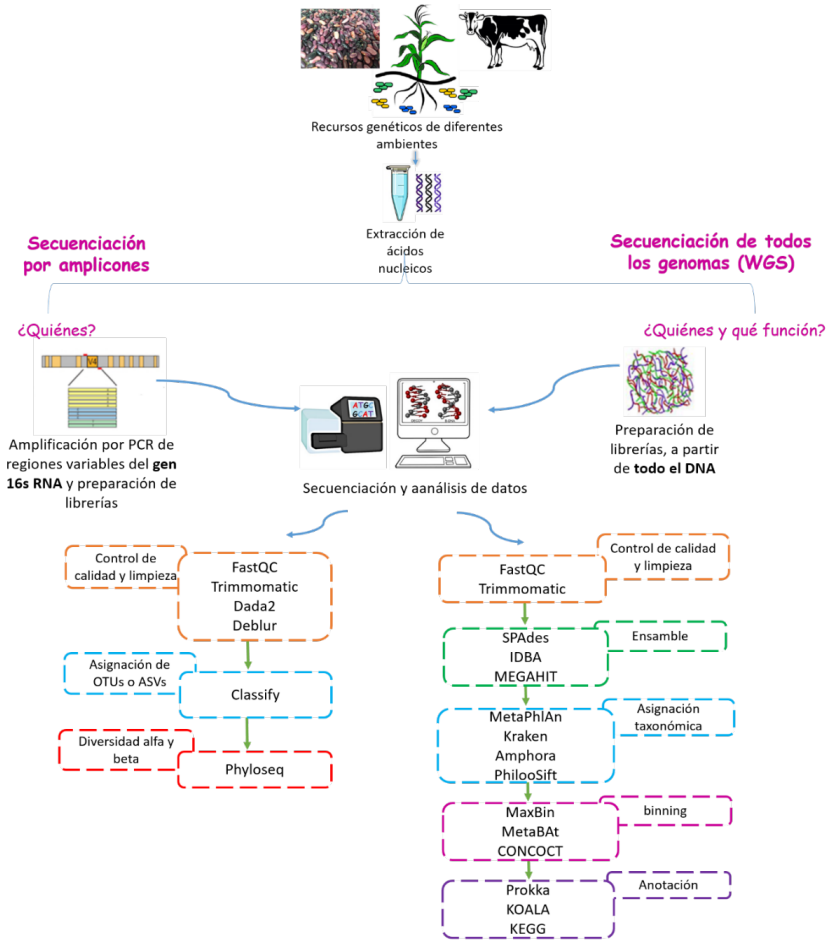 Recursos genéticos de diferentes
ambientes
Extracción de
ácidos
nucleicos
Secuenciación
por amplicones
Secuenciación de todos
los genomas (WGS)
¿Quiénes?
¿Quiénes y qué función?
V4
Amplificación por PCR de
regiones variables del gen
16s RNA y preparación de
librerías
ATGC
GCAT
Secuenciación y aanálisis de datos
Preparación de
librerías, a partir
de todo el DNA
Control de
calidad y limpieza
FastQC
Trimmomatic
Dada2
Deblur
Asignación de
OTUs o ASVs
Classify
Diversidad alfa y
beta
Phyloseq
FastQC
Trimmomatic
Control de calidad
y limpieza
SPAdes
IDBA
MEGAHIT
Ensamble
MetaPhlAn
Kraken
Amphora
PhilooSift
Asignación
taxonómica
MaxBin
MetaBAt
CONCOCT
binning
Prokka
KOALA
KEGG
Anotación